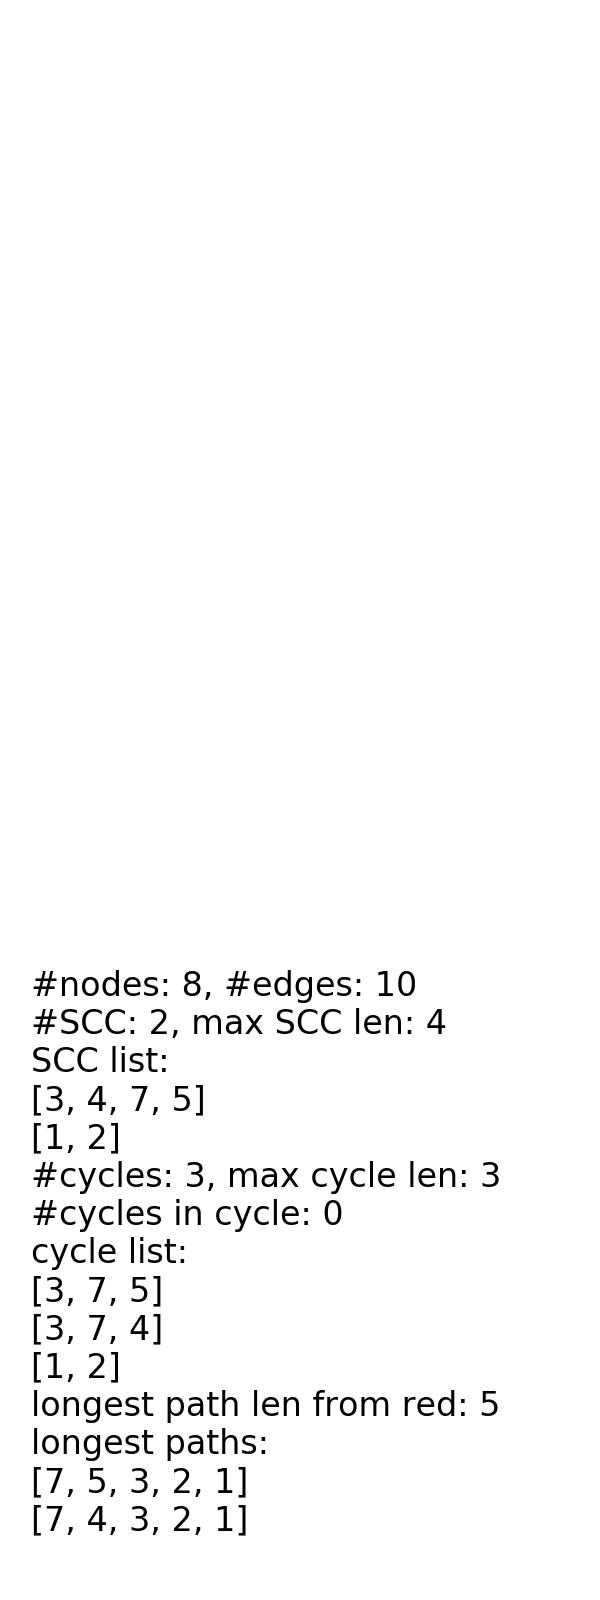 #nodes: 8, #edges: 10
#SCC: 2, max SCC len: 4
SCC list:
[3, 4, 7, 5]
[1, 2]
#cycles: 3, max cycle len: 3
#cycles in cycle: 0
cycle list:
[3, 7, 5]
[3, 7, 4]
[1, 2]
longest path len from red: 5
longest paths:
[7, 5, 3, 2, 1]
[7, 4, 3, 2, 1]